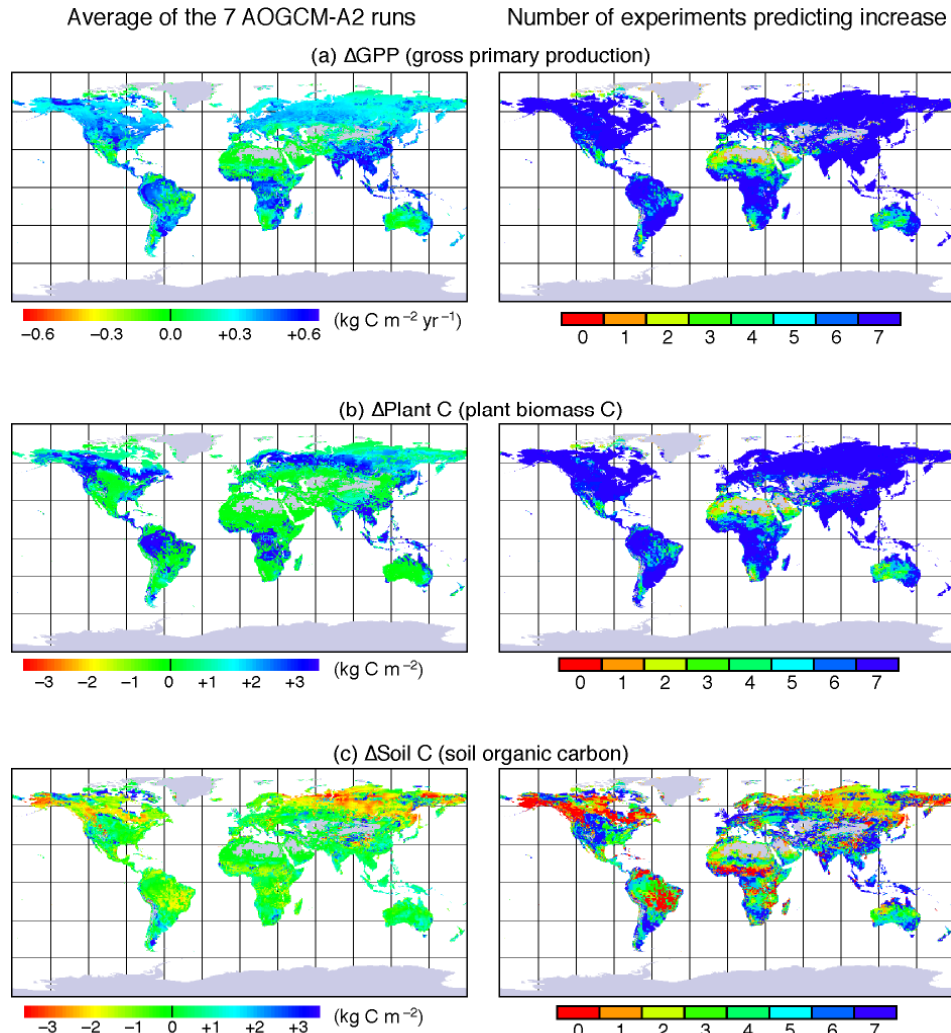 Average of the 7 AOGCM-A2 runs
Number of experiments predicting increase
(a) ΔGPP (gross primary production)
−0.6 −0.3 0.0 +0.3 +0.6 (kg C m⁻² yr⁻¹)
0 1 2 3 4 5 6 7
(b) ΔPlant C (plant biomass C)
−3 −2 −1 0 +1 +2 +3 (kg C m⁻²)
0 1 2 3 4 5 6 7
(c) ΔSoil C (soil organic carbon)
−3 −2 −1 0 +1 +2 +3 (kg C m⁻²)
0 1 2 3 4 5 6 7